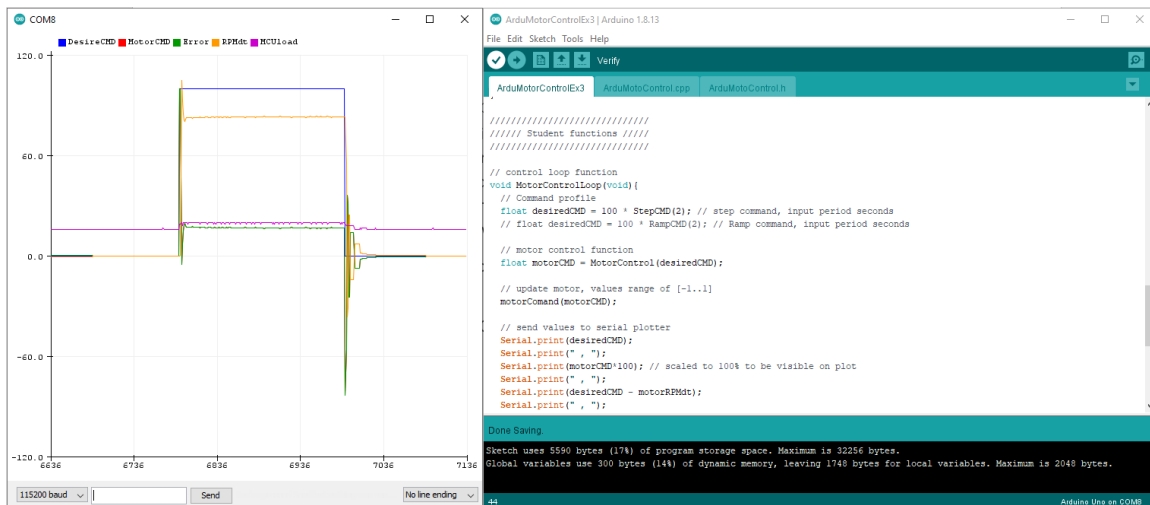 COM8
DesireCMD MotorCMD Error RPMdt MCUload
120.0
60.0
0.0
-60.0
-120.0
6636 6736 6836 6936 7036 7136
115200 baud Send No line ending
ArduMotorControlEx3 | Arduino 1.8.13
File Edit Sketch Tools Help
Verify
ArduMotorControlEx3 ArduMotoControl.cpp ArduMotoControl.h
//////////////////////////////
////// Student functions /////
//////////////////////////////
// control loop function
void MotorControlLoop(void){
// Command profile
float desiredCMD = 100 * StepCMD(2); // step command, input period seconds
// float desiredCMD = 100 * RampCMD(2); // Ramp command, input period seconds
// motor control function
float motorCMD = MotorControl(desiredCMD);
// update motor, values range of [-1..1]
motorComand(motorCMD);
// send values to serial plotter
Serial.print(desiredCMD);
Serial.print(" , ");
Serial.print(motorCMD*100); // scaled to 100% to be visible on plot
Serial.print(" , ");
Serial.print(desiredCMD - motorRPMdt);
Serial.print(" , ");
Done Saving.
Sketch uses 5590 bytes (17%) of program storage space. Maximum is 32256 bytes.
Global variables use 300 bytes (14%) of dynamic memory, leaving 1748 bytes for local variables. Maximum is 2048 bytes.
44 Arduino Uno on COM8